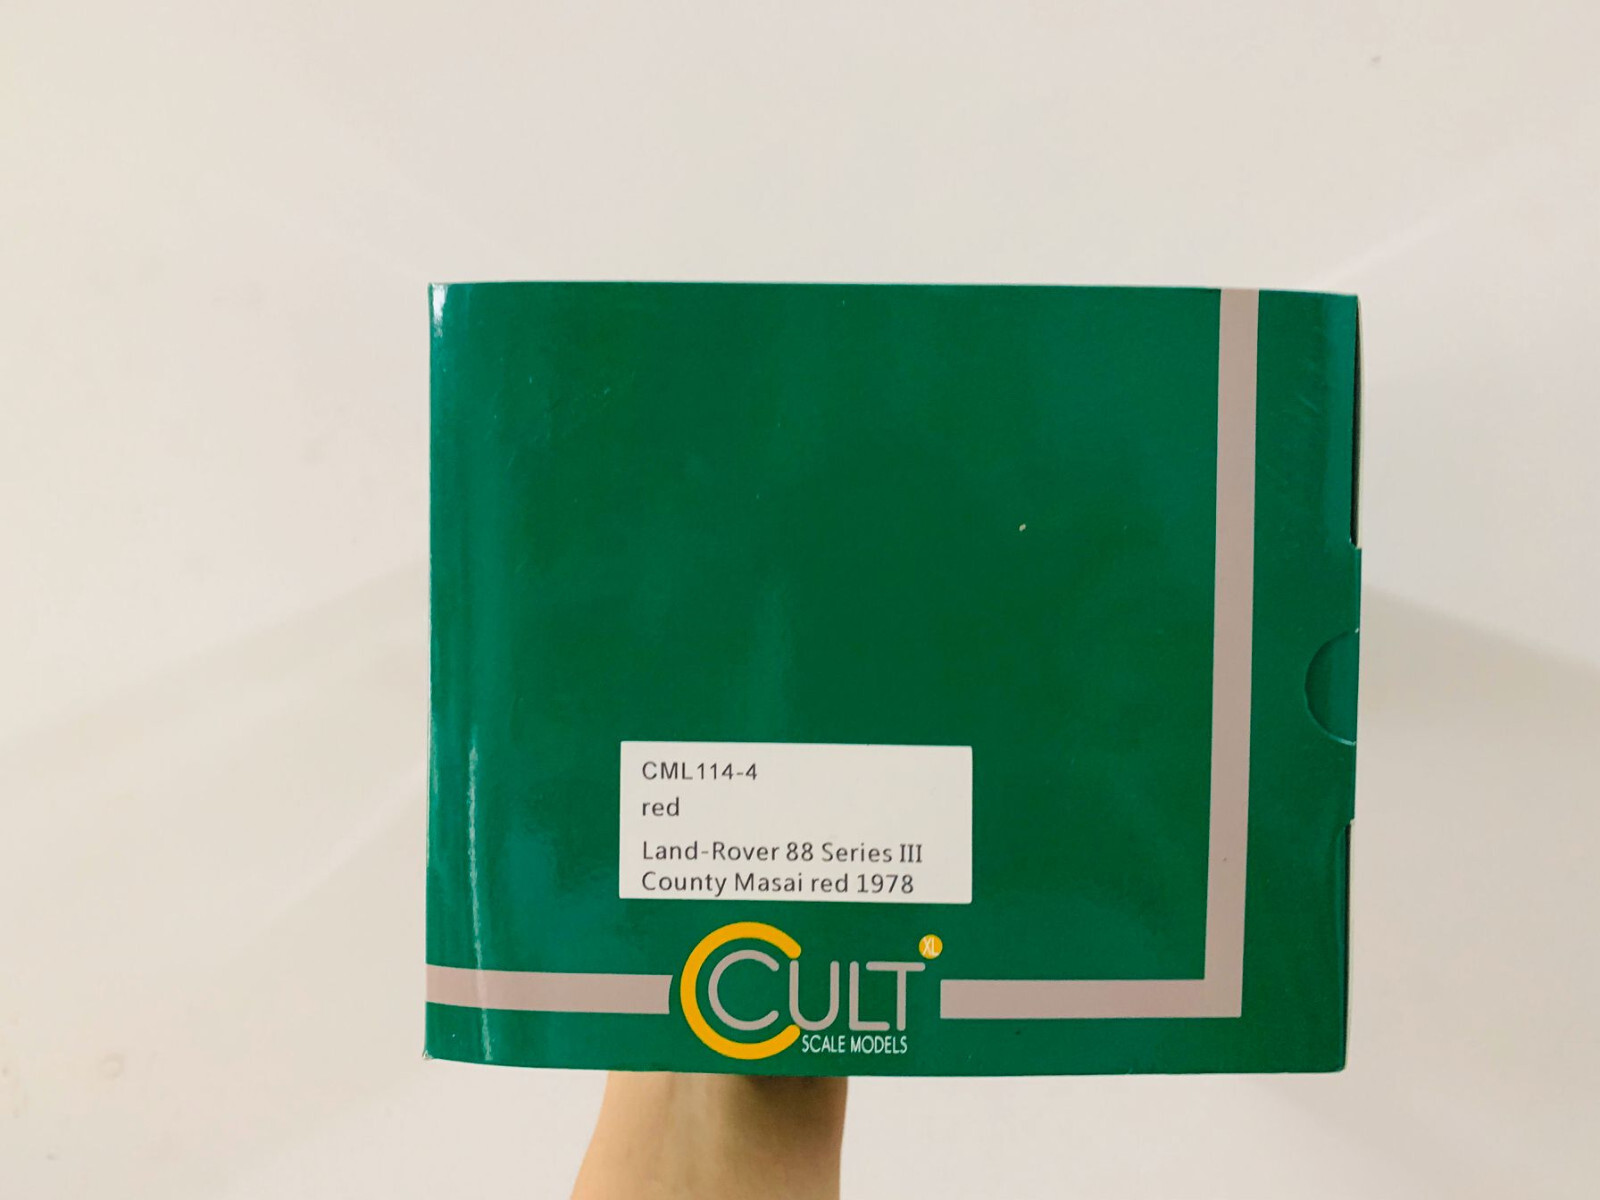 CML114-4
red
Land-Rover 88 Series III
County Masai red 1978
CULT XL
SCALE MODELS